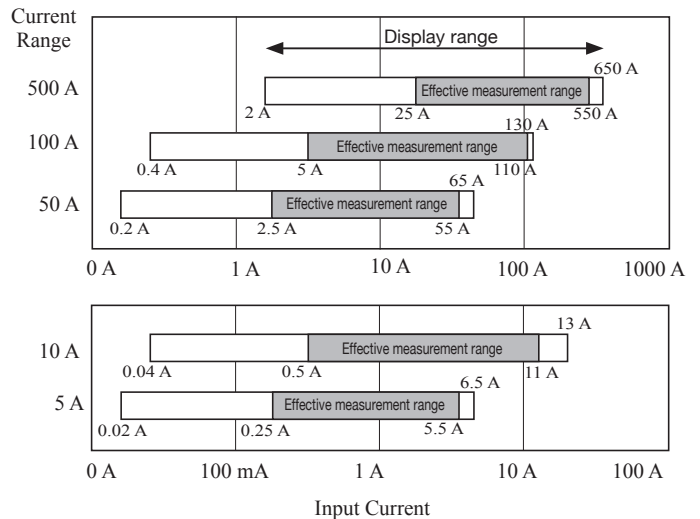 Current
Range
Display range
650 A
500 A
Effective measurement range
2 A
25 A
550 A
130 A
100 A
Effective measurement range
0.4 A
5 A
110 A
65 A
50 A
Effective measurement range
0.2 A
2.5 A
55 A
0 A
1 A
10 A
100 A
1000 A
13 A
10 A
Effective measurement range
0.04 A
0.5 A
11 A
6.5 A
5 A
Effective measurement range
0.02 A
0.25 A
5.5 A
0 A
100 mA
1 A
10 A
100 A
Input Current